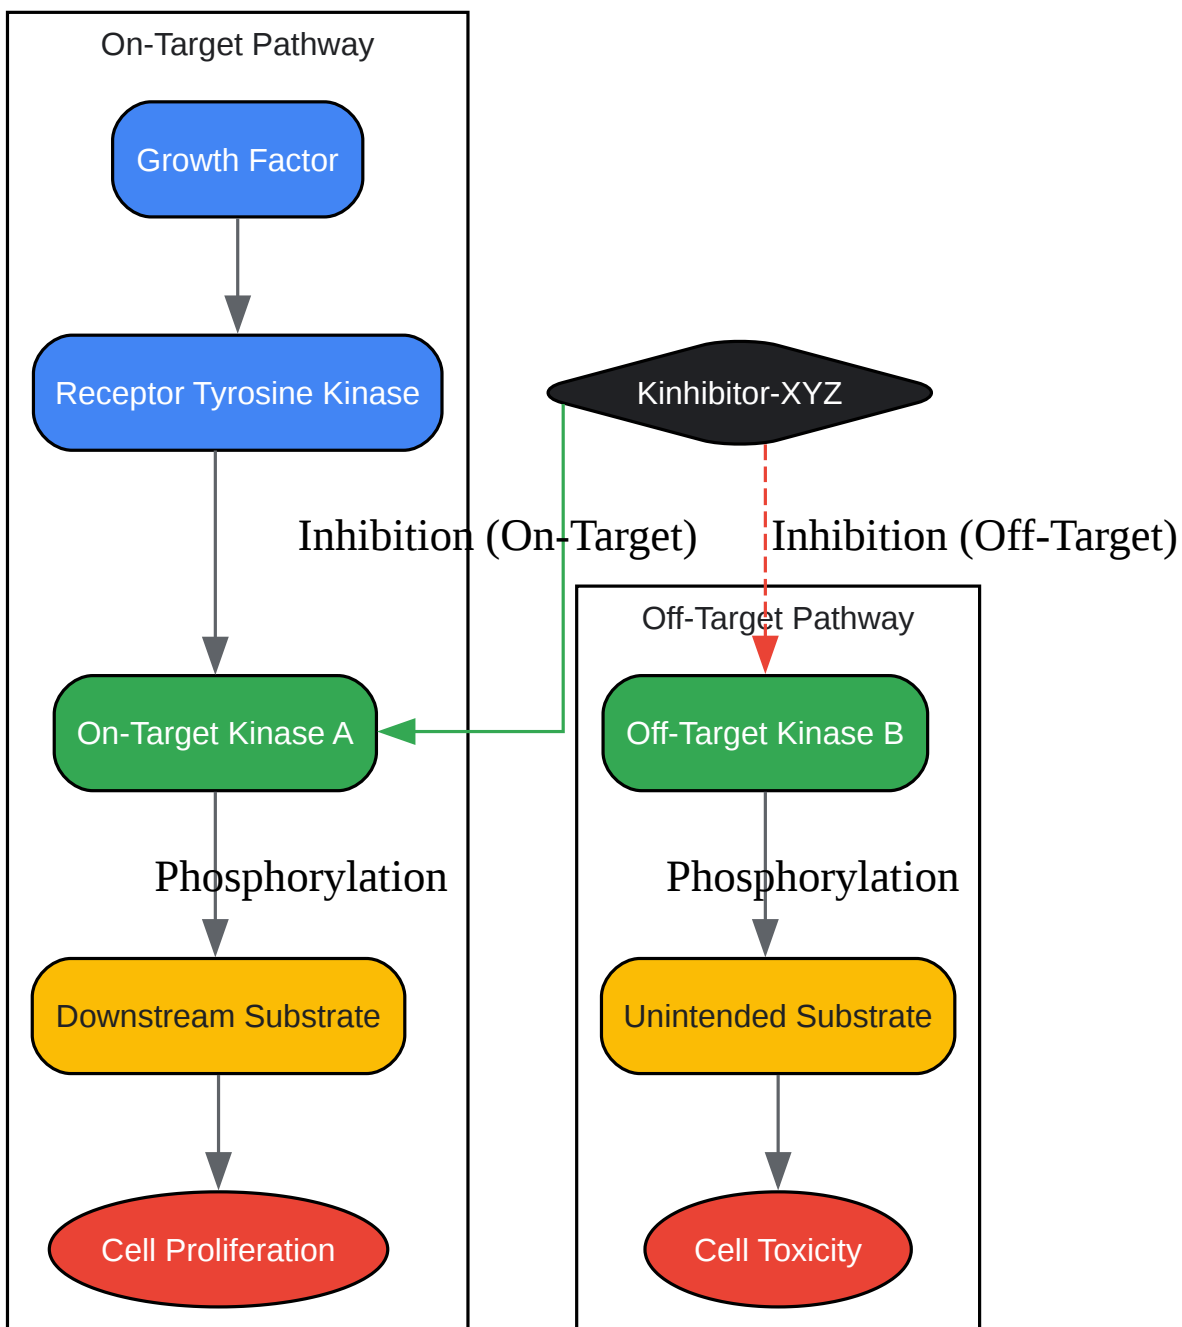 On-Target Pathway
Growth Factor
Receptor Tyrosine Kinase
Kinhibitor-XYZ
Inhibition (On-Target)
Inhibition (Off-Target)
Off-Target Pathway
On-Target Kinase A
Off-Target Kinase B
Phosphorylation
Phosphorylation
Downstream Substrate
Unintended Substrate
Cell Proliferation
Cell Toxicity